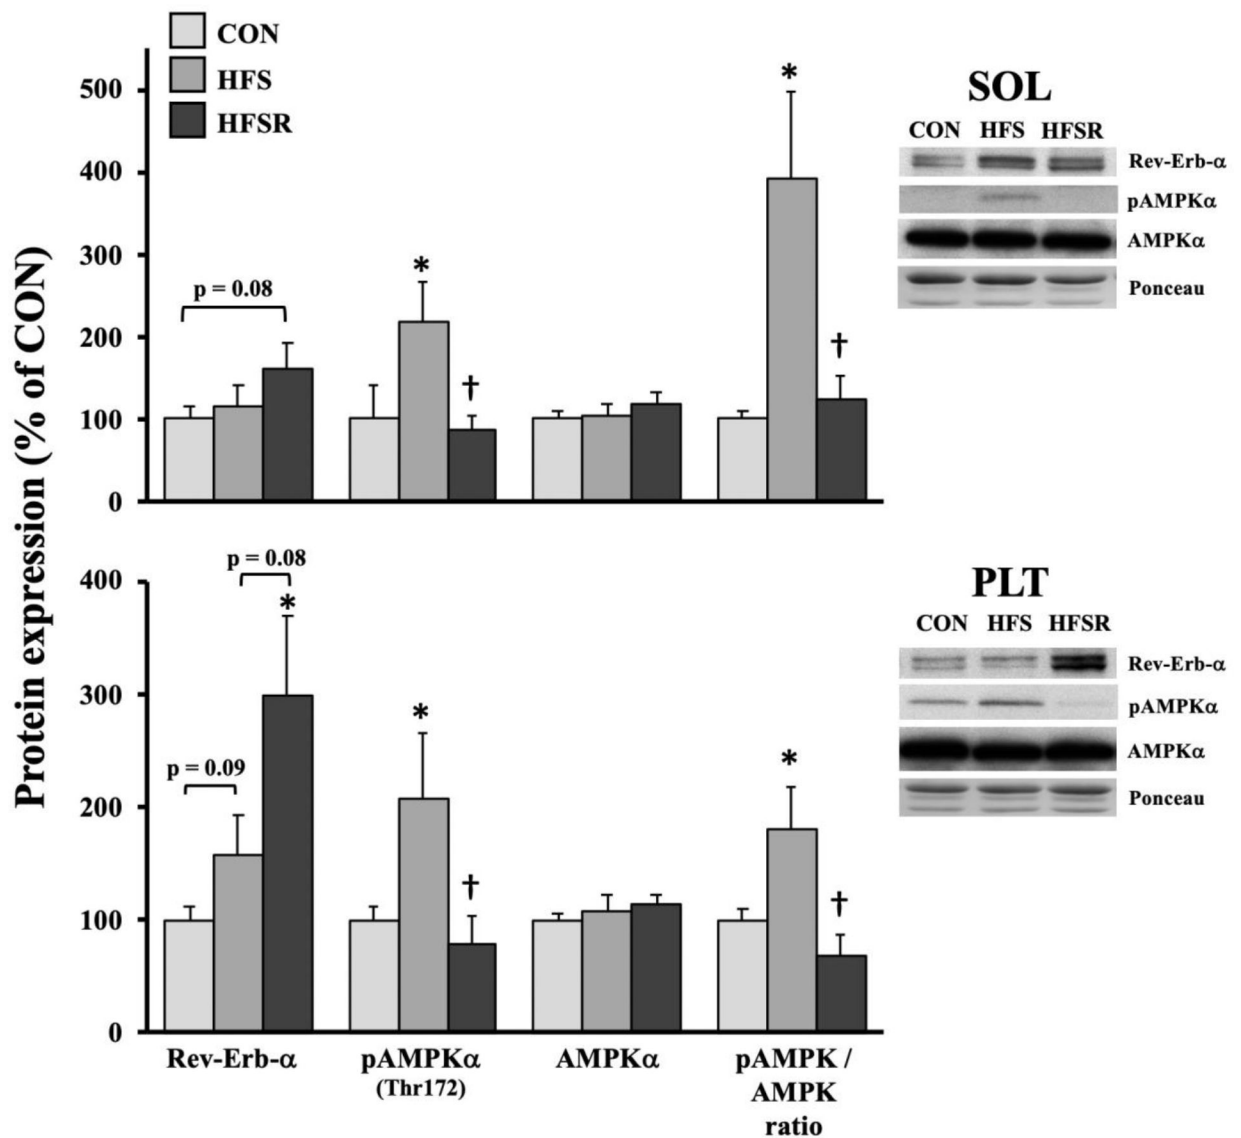 CON
HFS
HFSR
Protein expression (% of CON)
500
400
300
200
100
0
p = 0.08
*
†
*
†
SOL
CON HFS HFSR
Rev-Erb-α
pAMPKα
AMPKα
Ponceau
400
300
200
100
0
p = 0.08
*
p = 0.09
*
†
*
†
Rev-Erb-α
pAMPKα
(Thr172)
AMPKα
pAMPK /
AMPK
ratio
PLT
CON HFS HFSR
Rev-Erb-α
pAMPKα
AMPKα
Ponceau